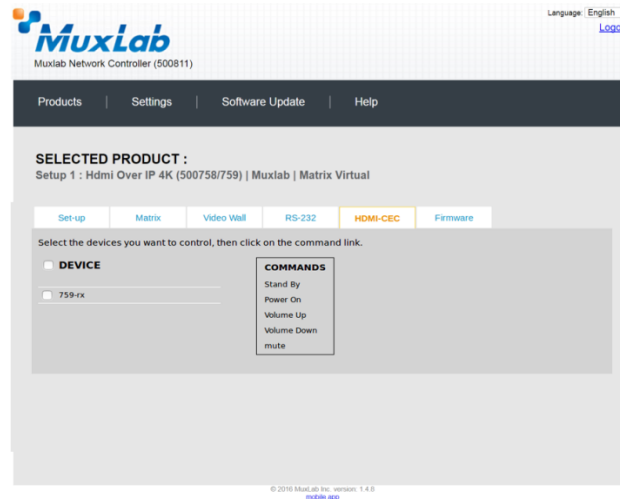 Language: English
Logo
MuxLab
Muxlab Network Controller (500811)
Products | Settings | Software Update | Help
SELECTED PRODUCT :
Setup 1 : Hdmi Over IP 4K (500758/759) | Muxlab | Matrix Virtual
Set-up Matrix Video Wall RS-232 HDMI-CEC Firmware
Select the devices you want to control, then click on the command link.
DEVICE
759-rx
COMMANDS
Stand By
Power On
Volume Up
Volume Down
mute
© 2016 MuxLab Inc. version: 1.4.6
mobile app